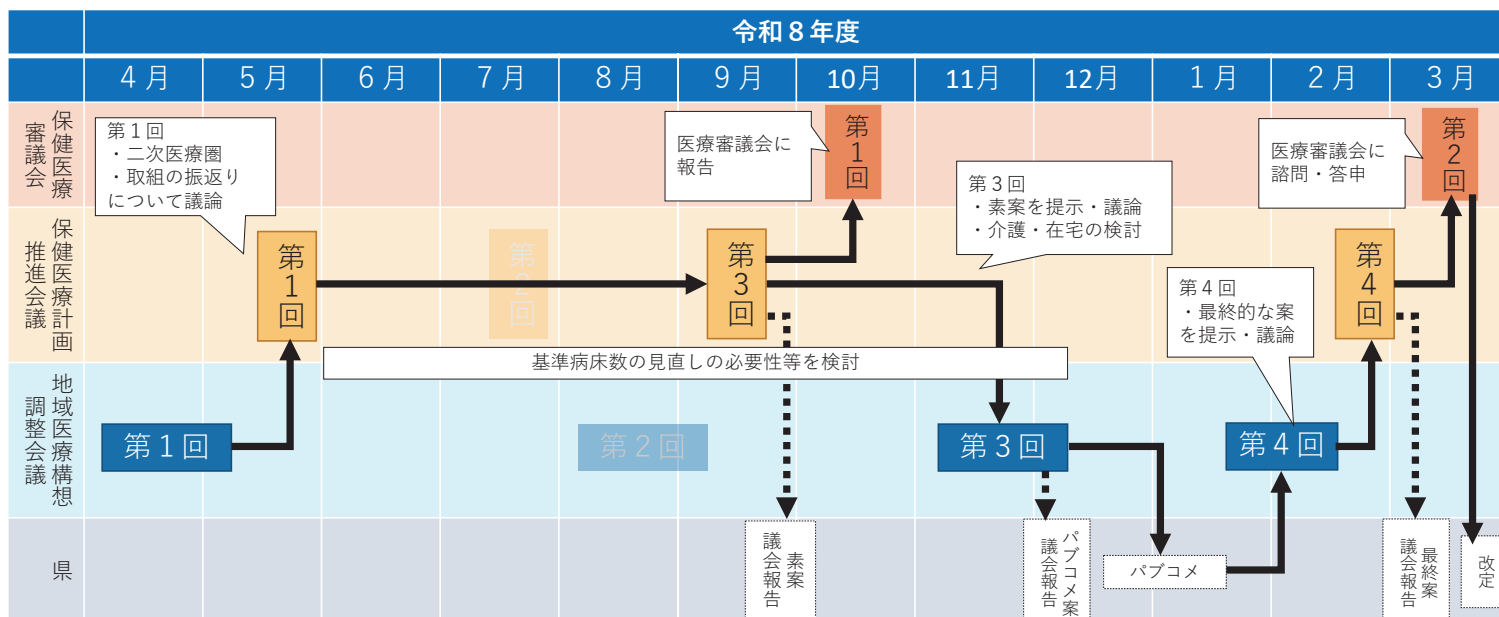 令和８年度
４月
５月
６月
７月
８月
９月
10月
11月
12月
１月
２月
３月
保健医療
審議会
第１回
・二次医療圏
・取組の振返り
について議論
医療審議会に
報告
第１回
第３回
・素案を提示・議論
・介護・在宅の検討
医療審議会に
諮問・答申
第２回
保健医療計画
推進会議
第１回
第２回
第３回
第４回
・最終的な案
を提示・議論
第４回
基準病床数の見直しの必要性等を検討
地域医療構想
調整会議
第１回
第２回
第３回
第４回
県
素案
議会報告
パブコメ案
議会報告
パブコメ
最終案
議会報告
改定